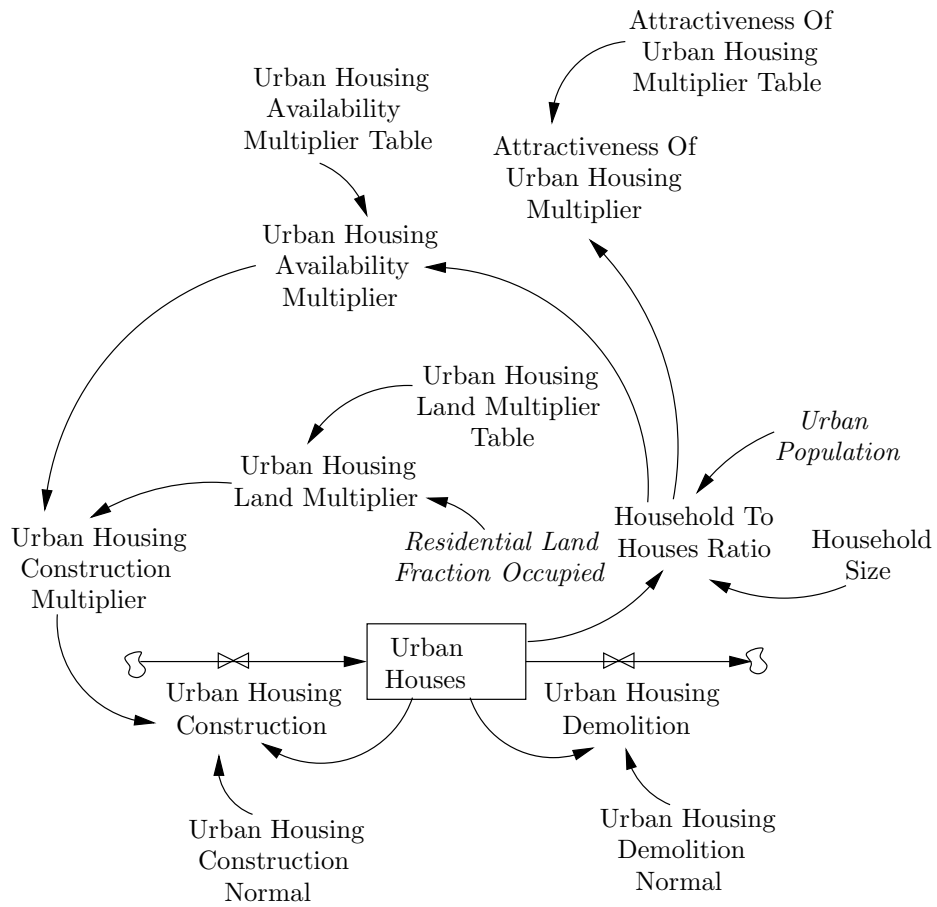 Attractiveness Of
Urban Housing
Multiplier Table
Urban Housing
Availability
Multiplier Table
Attractiveness Of
Urban Housing
Multiplier
Urban Housing
Availability
Multiplier
Urban Housing
Land Multiplier
Table
Urban
Population
Urban Housing
Land Multiplier
Household To
Houses Ratio
Household
Size
Residential Land
Fraction Occupied
Urban Housing
Construction
Multiplier
Urban
Houses
Urban Housing
Construction
Urban Housing
Demolition
Urban Housing
Construction
Normal
Urban Housing
Demolition
Normal